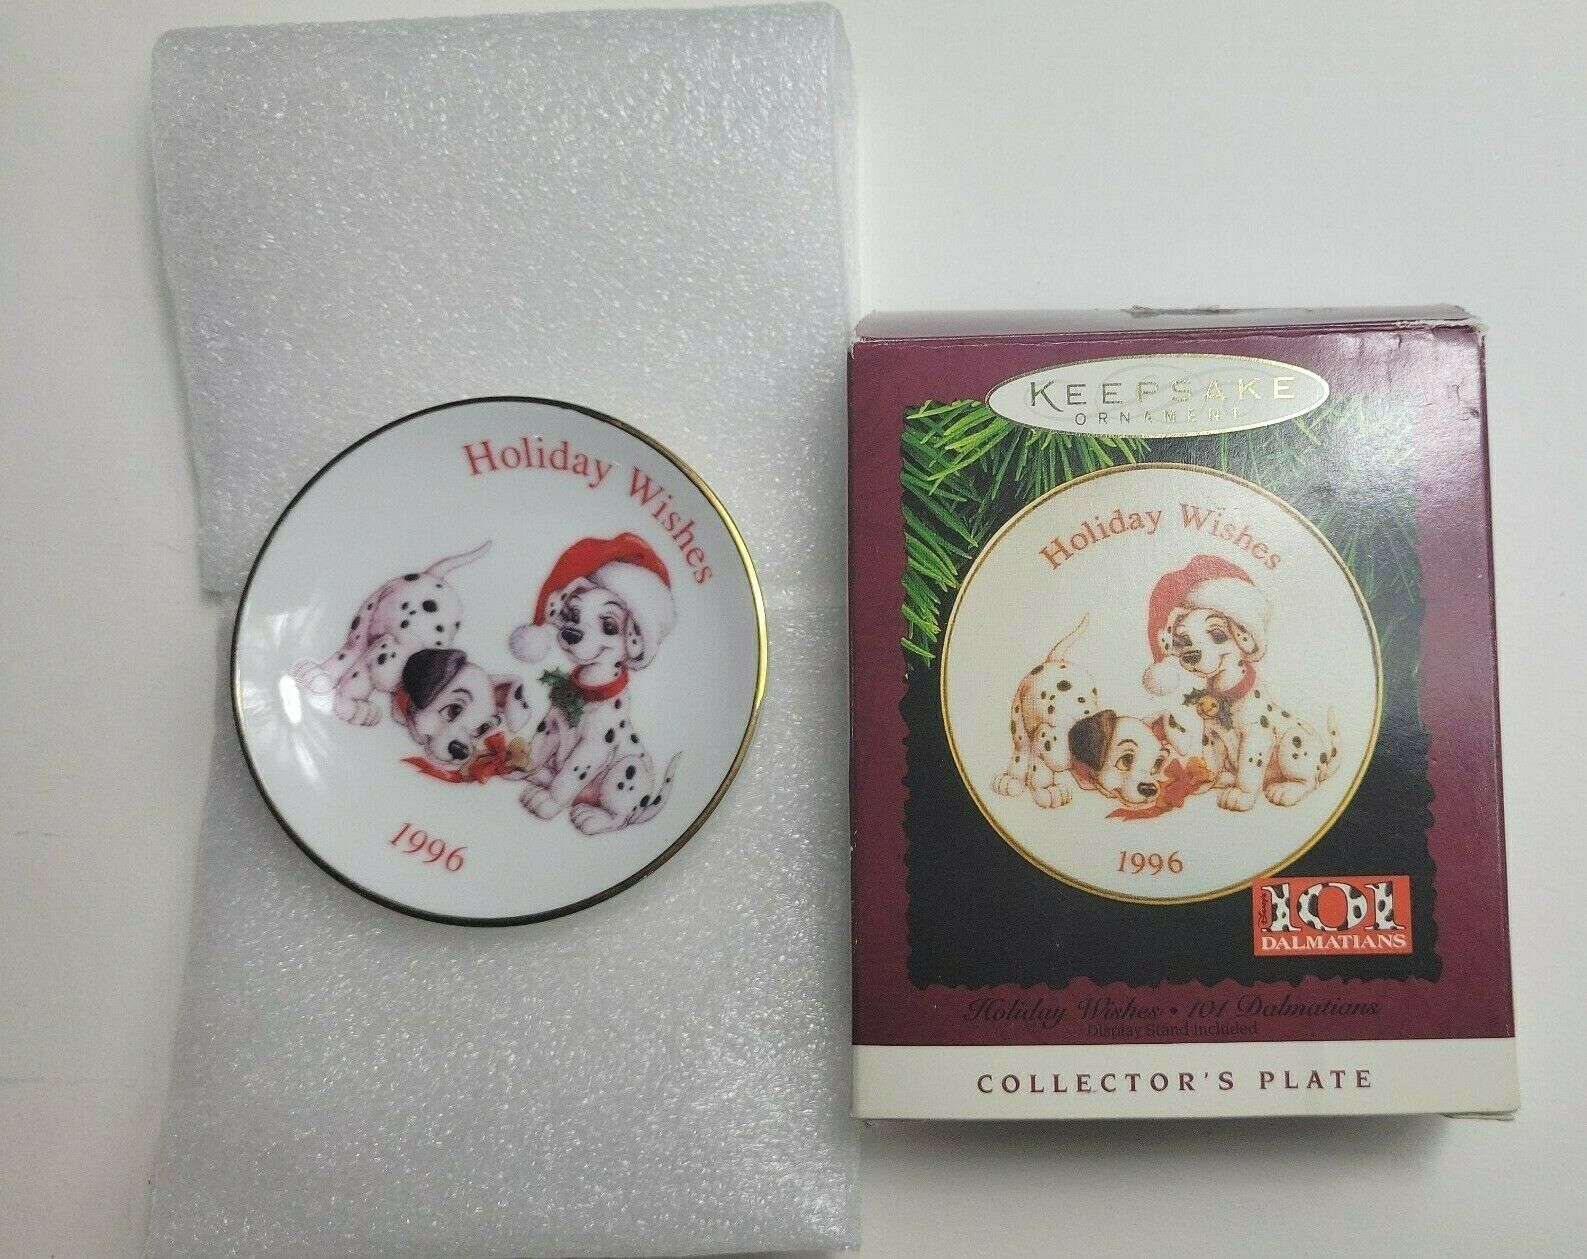 Holiday Wishes
1996
KEEPSAKE
ORNAMENT
Holiday Wishes
1996
Disney's
101
DALMATIANS
Holiday Wishes • 101 Dalmatians
Display Stand Included
COLLECTOR'S PLATE